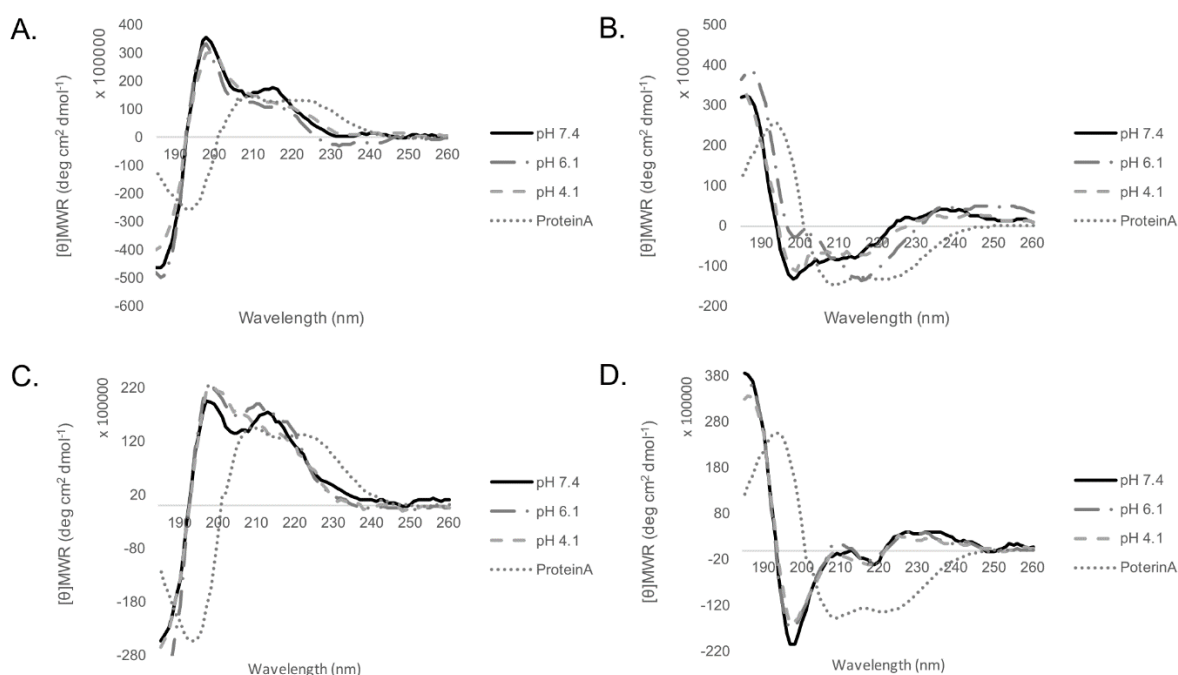 A.
[θ]MWR (deg cm² dmol⁻¹)
x 100000
400
300
200
100
0
-100
-200
-300
-400
-500
-600
190 200 210 220 230 240 250 260
Wavelength (nm)
pH 7.4
pH 6.1
pH 4.1
ProteinA
B.
[θ]MWR (deg cm² dmol⁻¹)
x 100000
500
400
300
200
100
0
-100
-200
190 200 210 220 230 240 250 260
Wavelength (nm)
pH 7.4
pH 6.1
pH 4.1
ProteinA
C.
[θ]MWR (deg cm² dmol⁻¹)
x 100000
220
120
20
-80
-180
-280
190 200 210 220 230 240 250 260
Wavelength (nm)
pH 7.4
pH 6.1
pH 4.1
ProteinA
D.
[θ]MWR (deg cm² dmol⁻¹)
x 100000
380
280
180
80
-20
-120
-220
190 200 210 220 230 240 250 260
Wavelength (nm)
pH 7.4
pH 6.1
pH 4.1
PoterinA